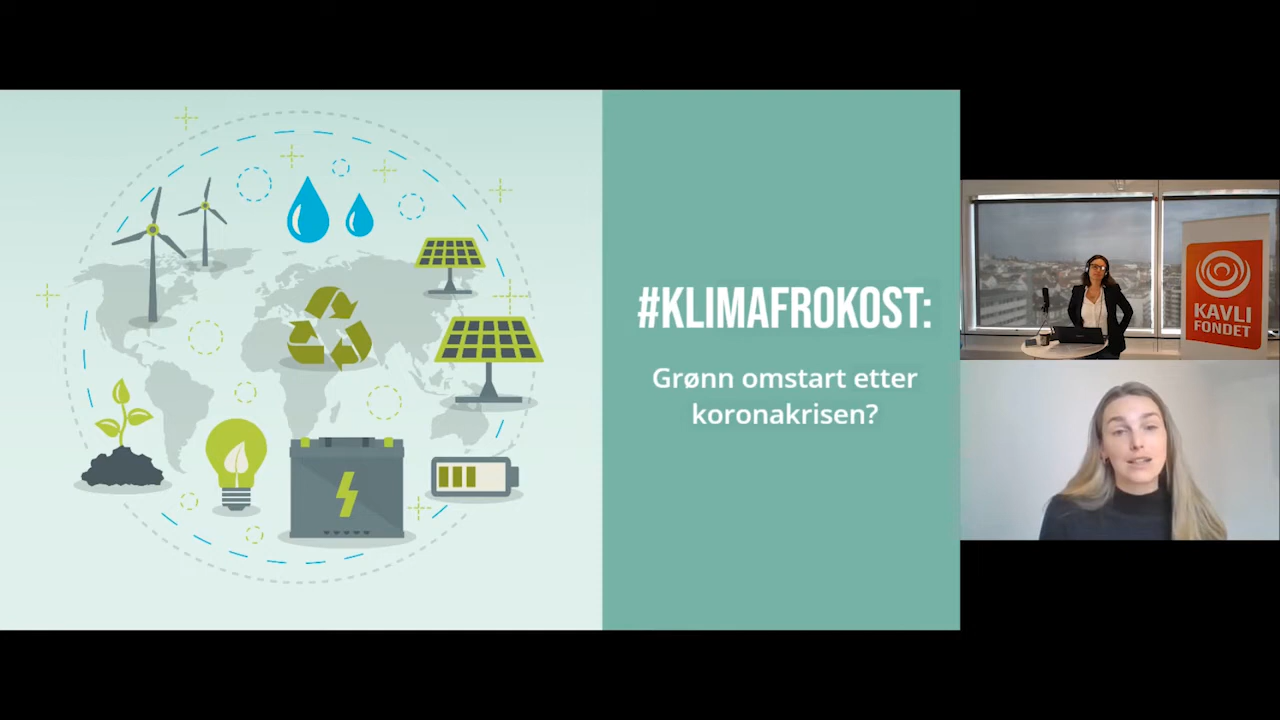 #KLIMAFROKOST:
Grønn omstart etter
koronakrisen?
KAVLI
FONDET